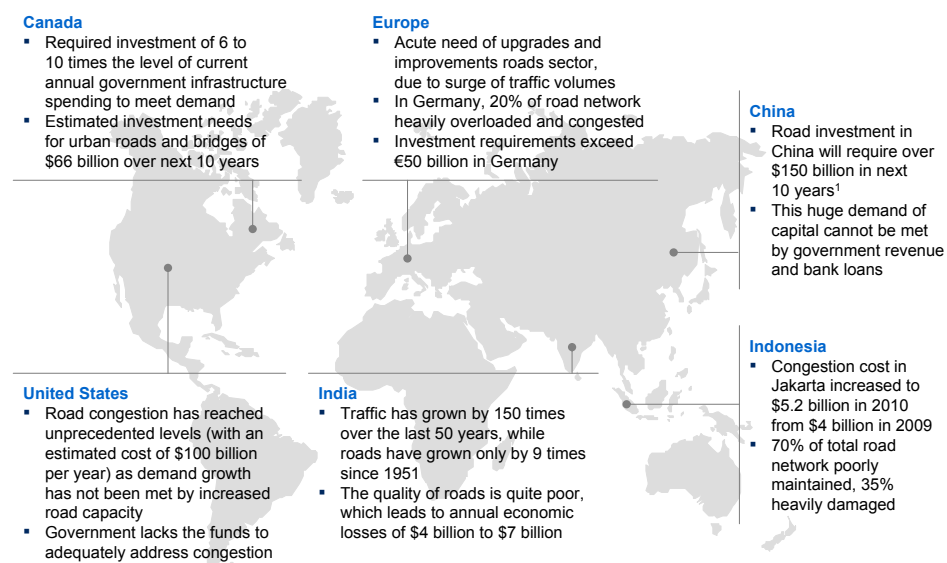 Canada
▪ Required investment of 6 to
10 times the level of current
annual government infrastructure
spending to meet demand
▪ Estimated investment needs
for urban roads and bridges of
$66 billion over next 10 years
Europe
▪ Acute need of upgrades and
improvements roads sector,
due to surge of traffic volumes
▪ In Germany, 20% of road network
heavily overloaded and congested
▪ Investment requirements exceed
€50 billion in Germany
China
▪ Road investment in
China will require over
$150 billion in next
10 years¹
▪ This huge demand of
capital cannot be met
by government revenue
and bank loans
United States
▪ Road congestion has reached
unprecedented levels (with an
estimated cost of $100 billion
per year) as demand growth
has not been met by increased
road capacity
▪ Government lacks the funds to
adequately address congestion
India
▪ Traffic has grown by 150 times
over the last 50 years, while
roads have grown only by 9 times
since 1951
▪ The quality of roads is quite poor,
which leads to annual economic
losses of $4 billion to $7 billion
Indonesia
▪ Congestion cost in
Jakarta increased to
$5.2 billion in 2010
from $4 billion in 2009
▪ 70% of total road
network poorly
maintained, 35%
heavily damaged